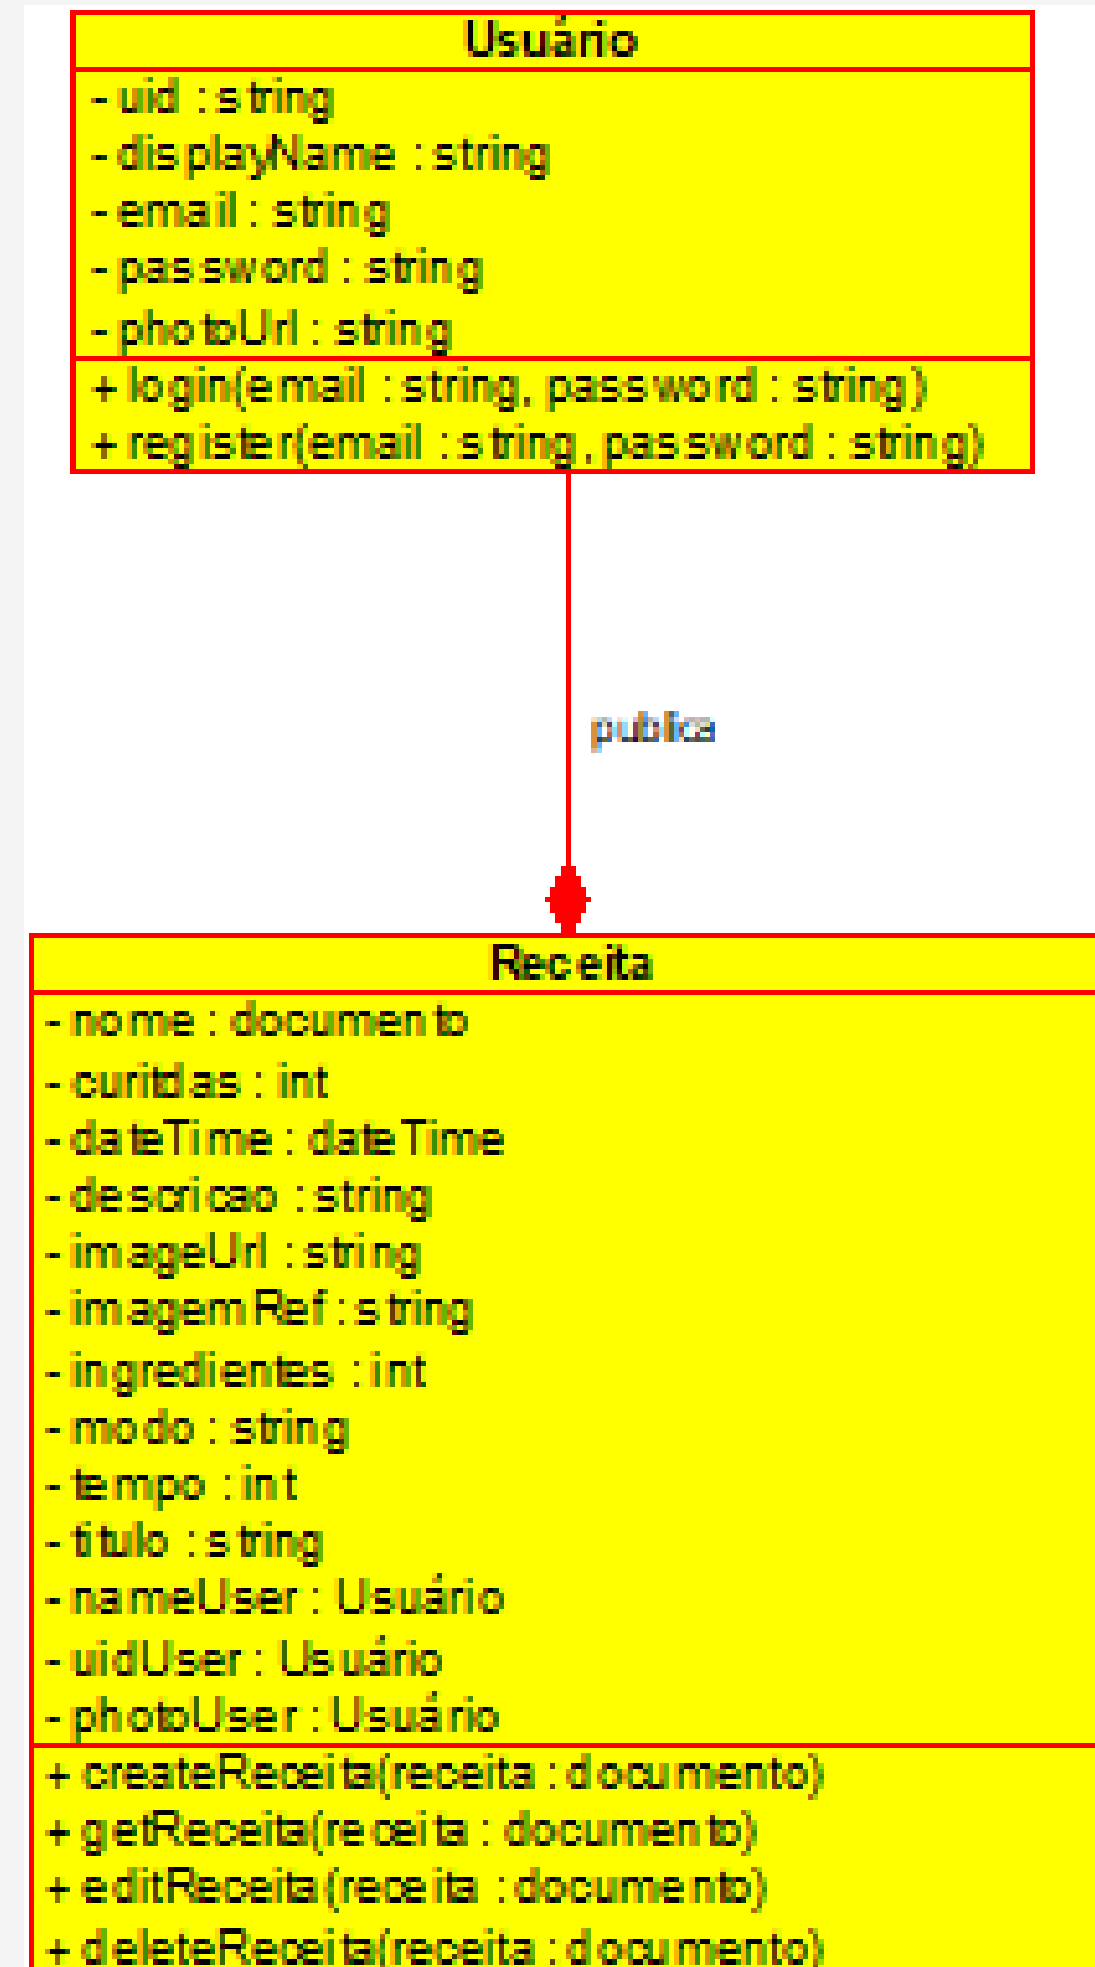 Usuário
- uid : string
- displayName : string
- email : string
- password : string
- photoUrl : string
+ login(email : string, password : string)
+ register(email : string, password : string)
publica
Receita
- nome : documento
- curitdas : int
- dateTime : dateTime
- descricao : string
- imageUrl : string
- imagemRef : string
- ingredientes : int
- modo : string
- tempo : int
- titulo : string
- nameUser : Usuário
- uidUser : Usuário
- photoUser : Usuário
+ createReceita(receita : documento)
+ getReceita(receita : documento)
+ editReceita(receita : documento)
+ deleteReceita(receita : documento)